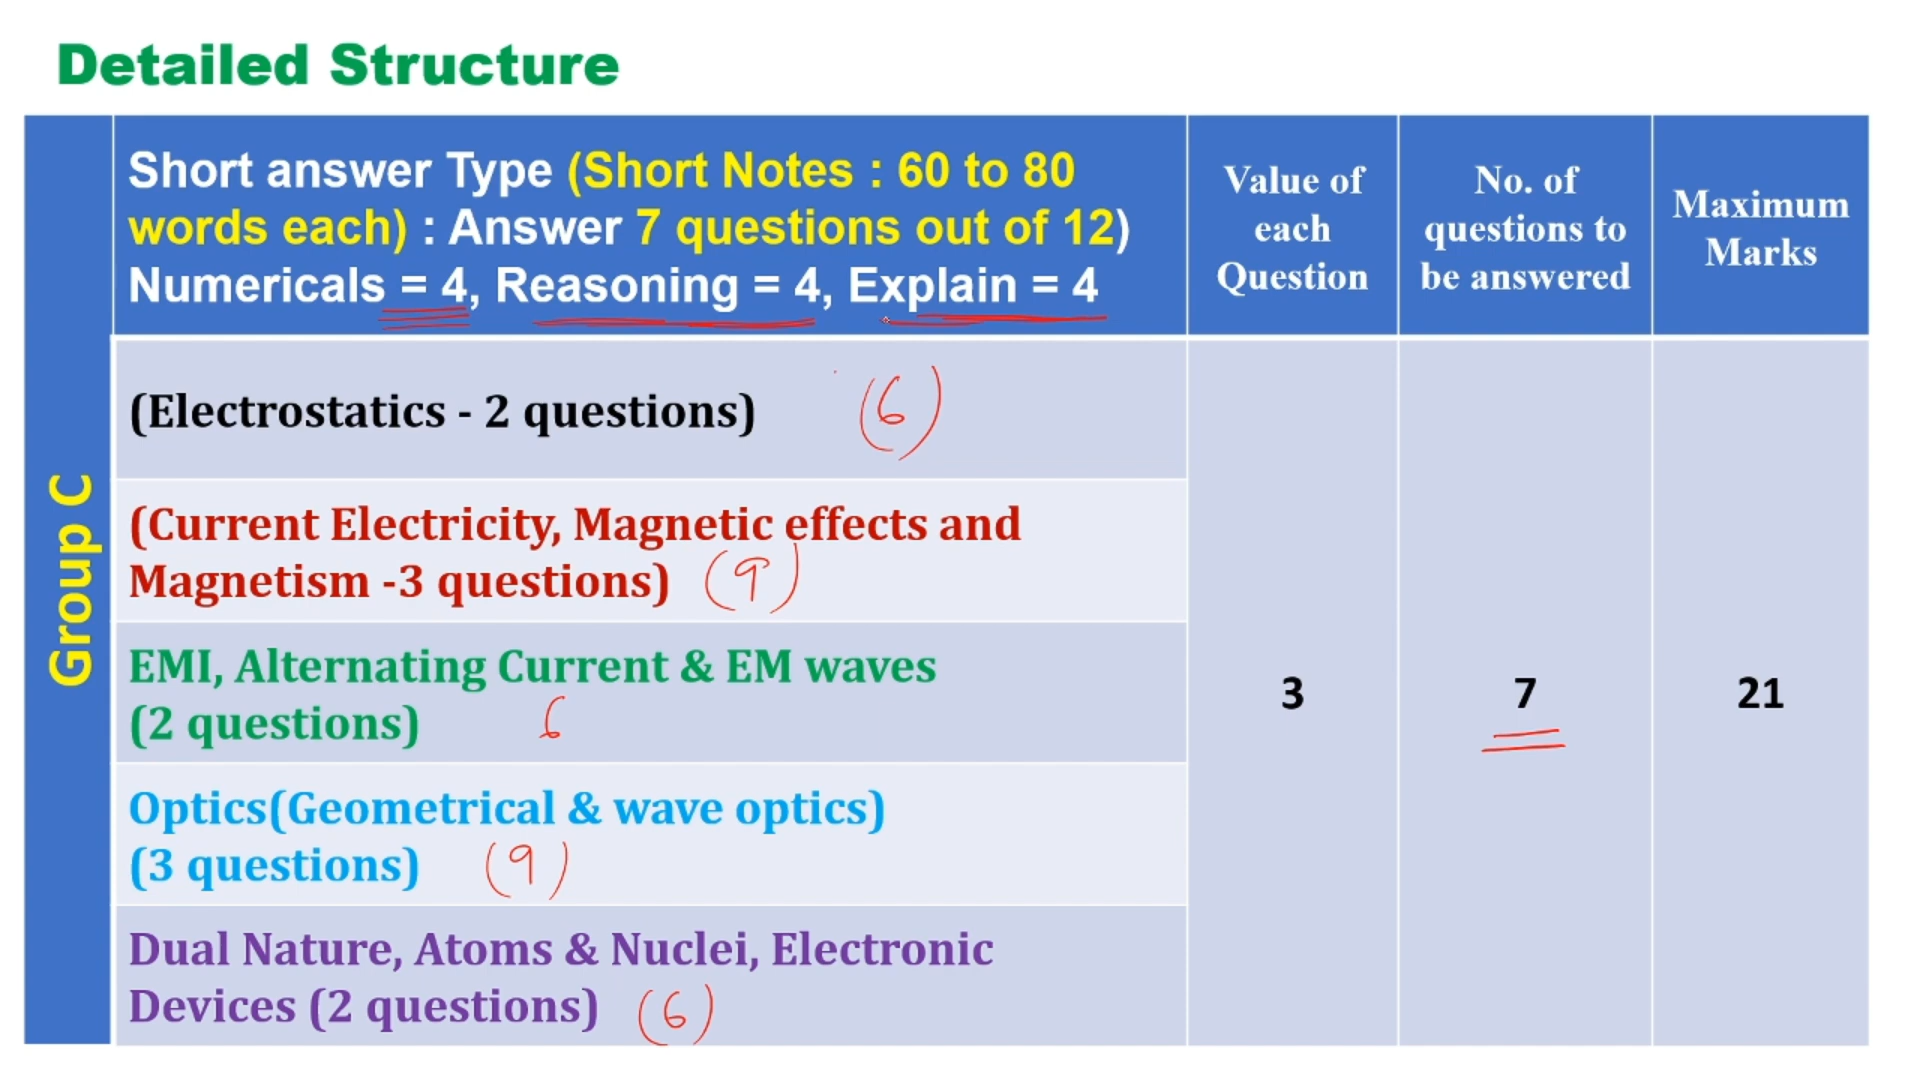 Detailed Structure
Short answer Type (Short Notes : 60 to 80
words each) : Answer 7 questions out of 12)
Numericals = 4, Reasoning = 4, Explain = 4
Value of
each
Question
No. of
questions to
be answered
Maximum
Marks
Group C
(Electrostatics - 2 questions) (6)
(Current Electricity, Magnetic effects and
Magnetism -3 questions) (9)
EMI, Alternating Current & EM waves
(2 questions) 6
Optics(Geometrical & wave optics)
(3 questions) (9)
Dual Nature, Atoms & Nuclei, Electronic
Devices (2 questions) (6)
3
7
21